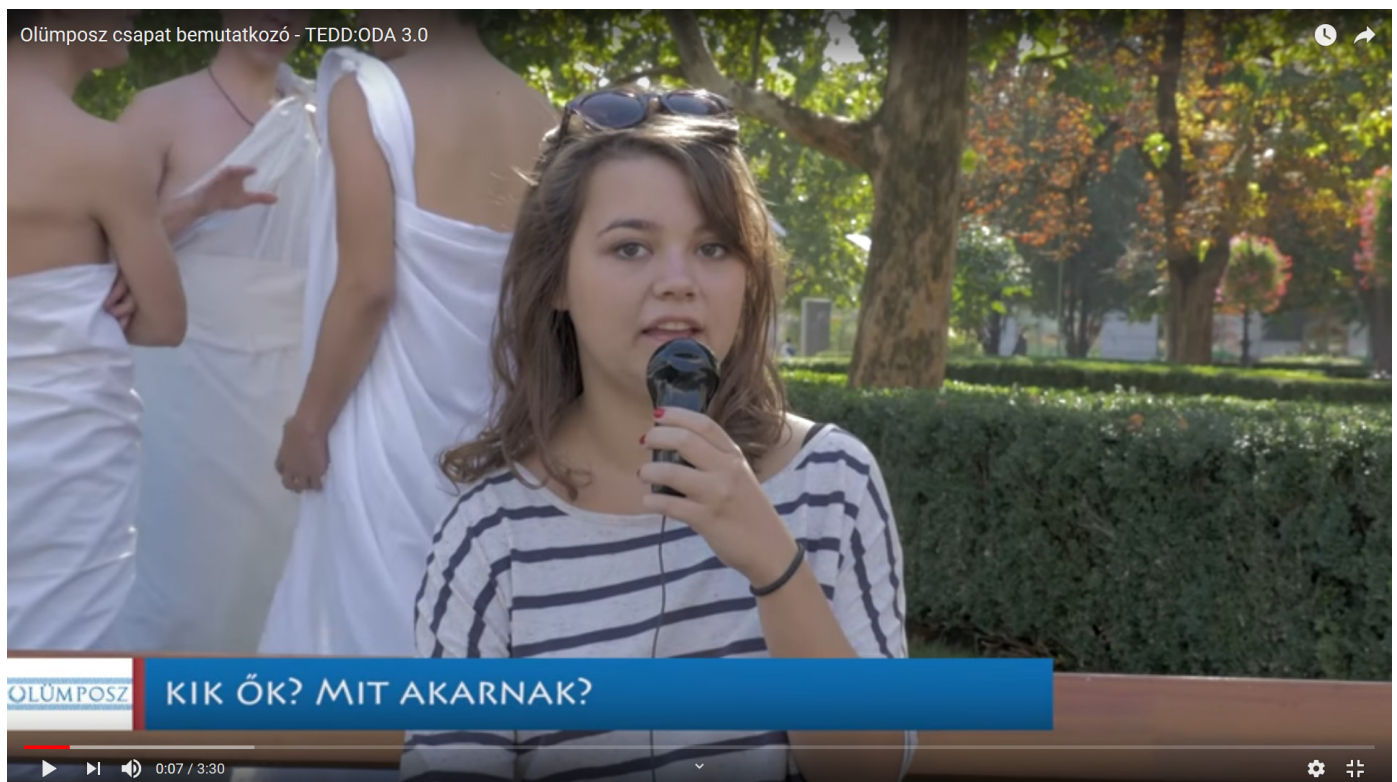 Olümposz csapat bemutatkozó - TEDD:ODA 3.0
OLÜMPOSZ
KIK ŐK? MIT AKARNAK?
0:07 / 3:30